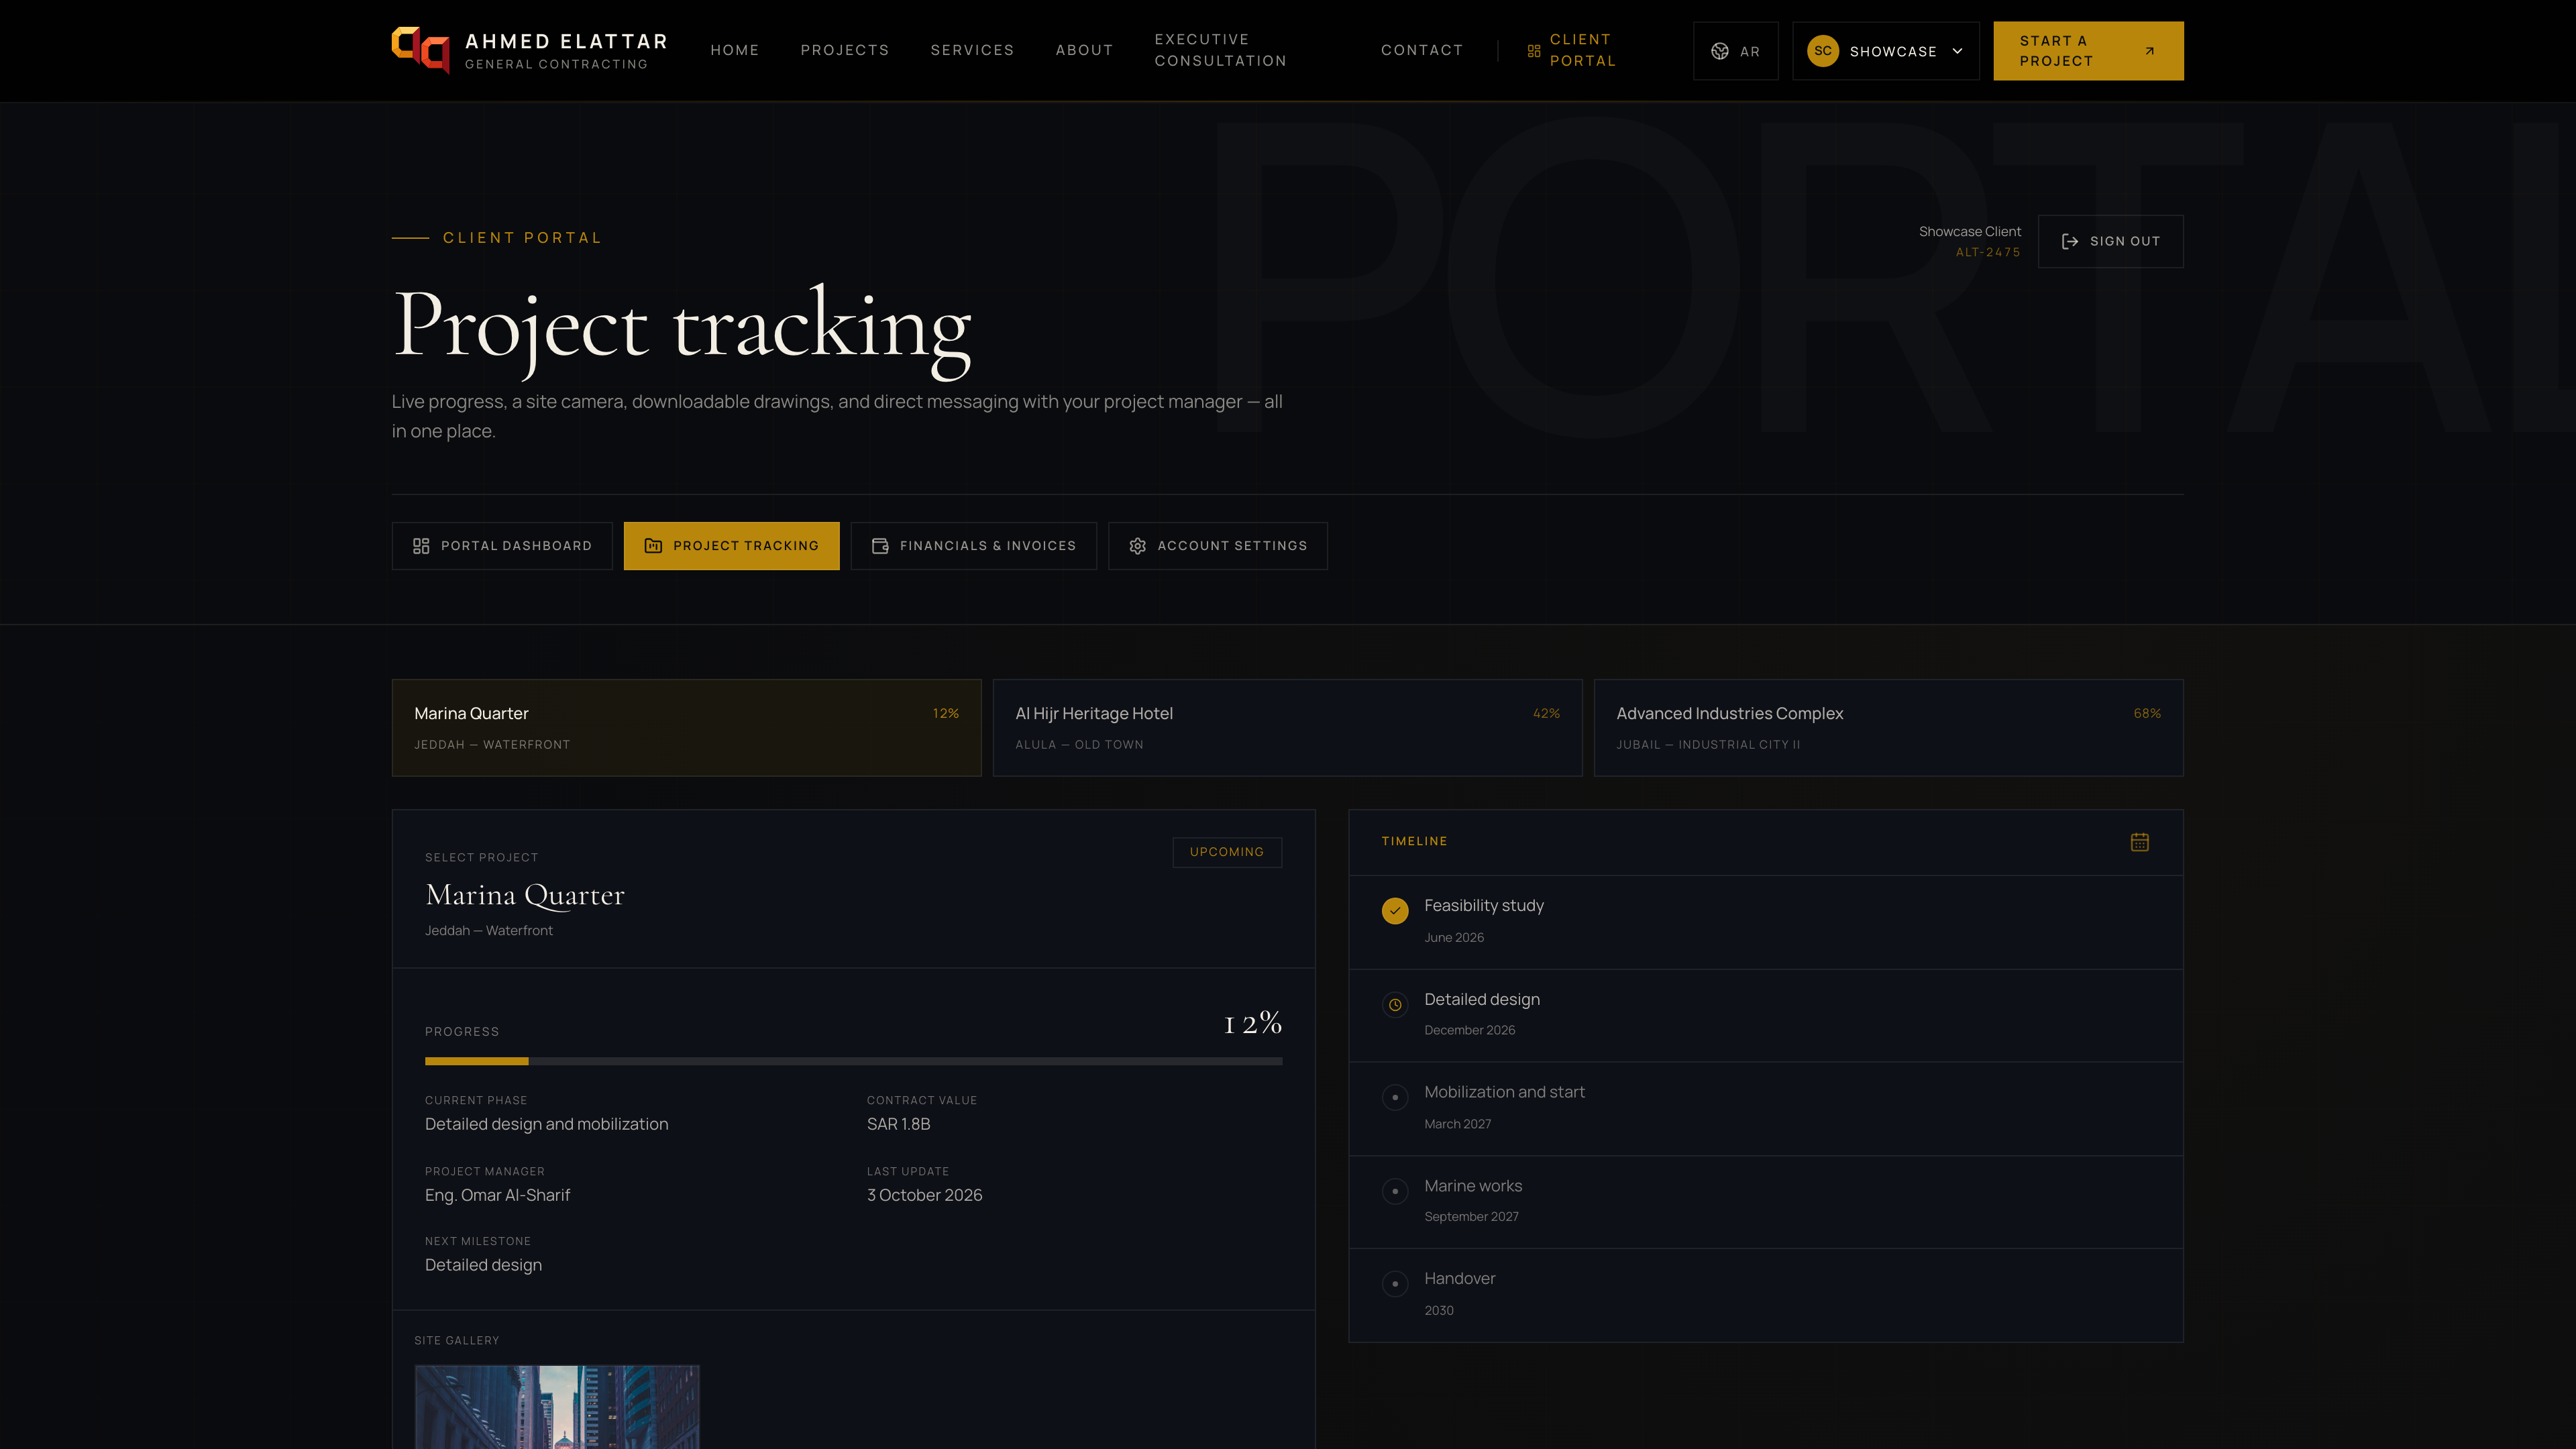 AHMED ELATTAR
GENERAL CONTRACTING
HOME
PROJECTS
SERVICES
ABOUT
EXECUTIVE
CONSULTATION
CONTACT
CLIENT
PORTAL
AR
SC
SHOWCASE
START A
PROJECT
PORTAL
CLIENT PORTAL
Showcase Client
ALT-2475
SIGN OUT
Project tracking
Live progress, a site camera, downloadable drawings, and direct messaging with your project manager — all
in one place.
PORTAL DASHBOARD
PROJECT TRACKING
FINANCIALS & INVOICES
ACCOUNT SETTINGS
Marina Quarter
12%
JEDDAH — WATERFRONT
Al Hijr Heritage Hotel
42%
ALULA — OLD TOWN
Advanced Industries Complex
68%
JUBAIL — INDUSTRIAL CITY II
SELECT PROJECT
UPCOMING
Marina Quarter
Jeddah — Waterfront
PROGRESS
12%
CURRENT PHASE
Detailed design and mobilization
CONTRACT VALUE
SAR 1.8B
PROJECT MANAGER
Eng. Omar Al-Sharif
LAST UPDATE
3 October 2026
NEXT MILESTONE
Detailed design
SITE GALLERY
TIMELINE
Feasibility study
June 2026
Detailed design
December 2026
Mobilization and start
March 2027
Marine works
September 2027
Handover
2030